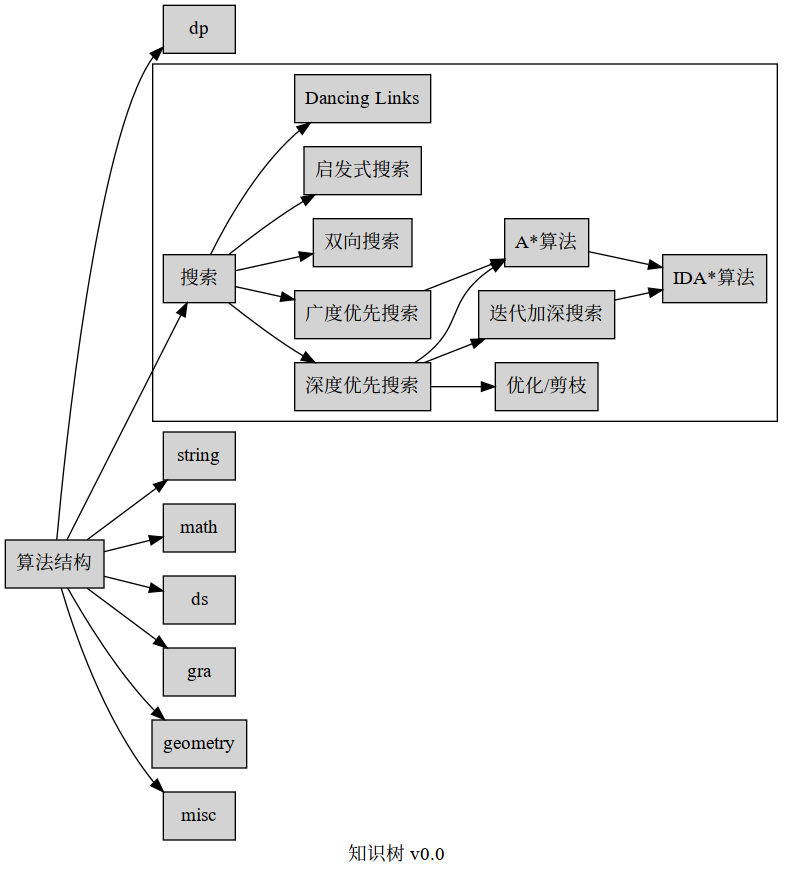 dp
Dancing Links
启发式搜索
双向搜索
A*算法
搜索
IDA*算法
广度优先搜索
迭代加深搜索
深度优先搜索
优化/剪枝
string
math
算法结构
ds
gra
geometry
misc
知识树 v0.0